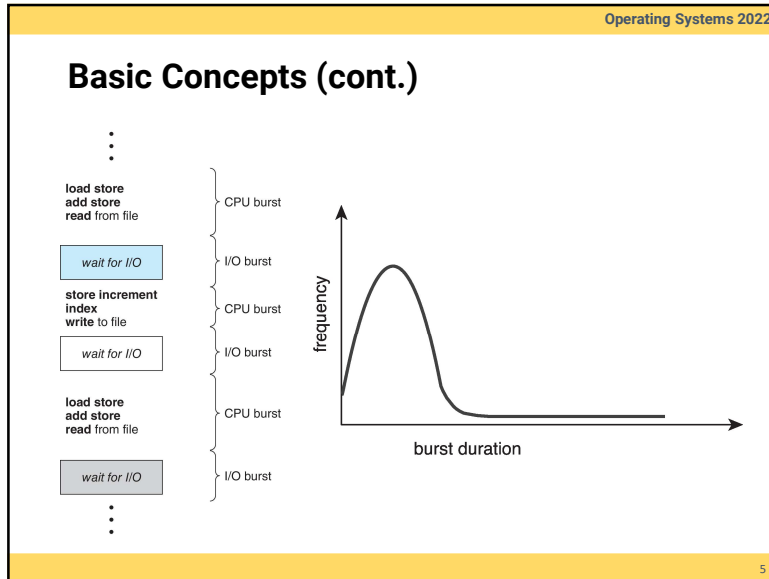 Operating Systems 2022
Basic Concepts (cont.)
load store
add store
read from file
CPU burst
wait for I/O
I/O burst
store increment
index
write to file
CPU burst
wait for I/O
I/O burst
load store
add store
read from file
CPU burst
wait for I/O
I/O burst
frequency
burst duration
5